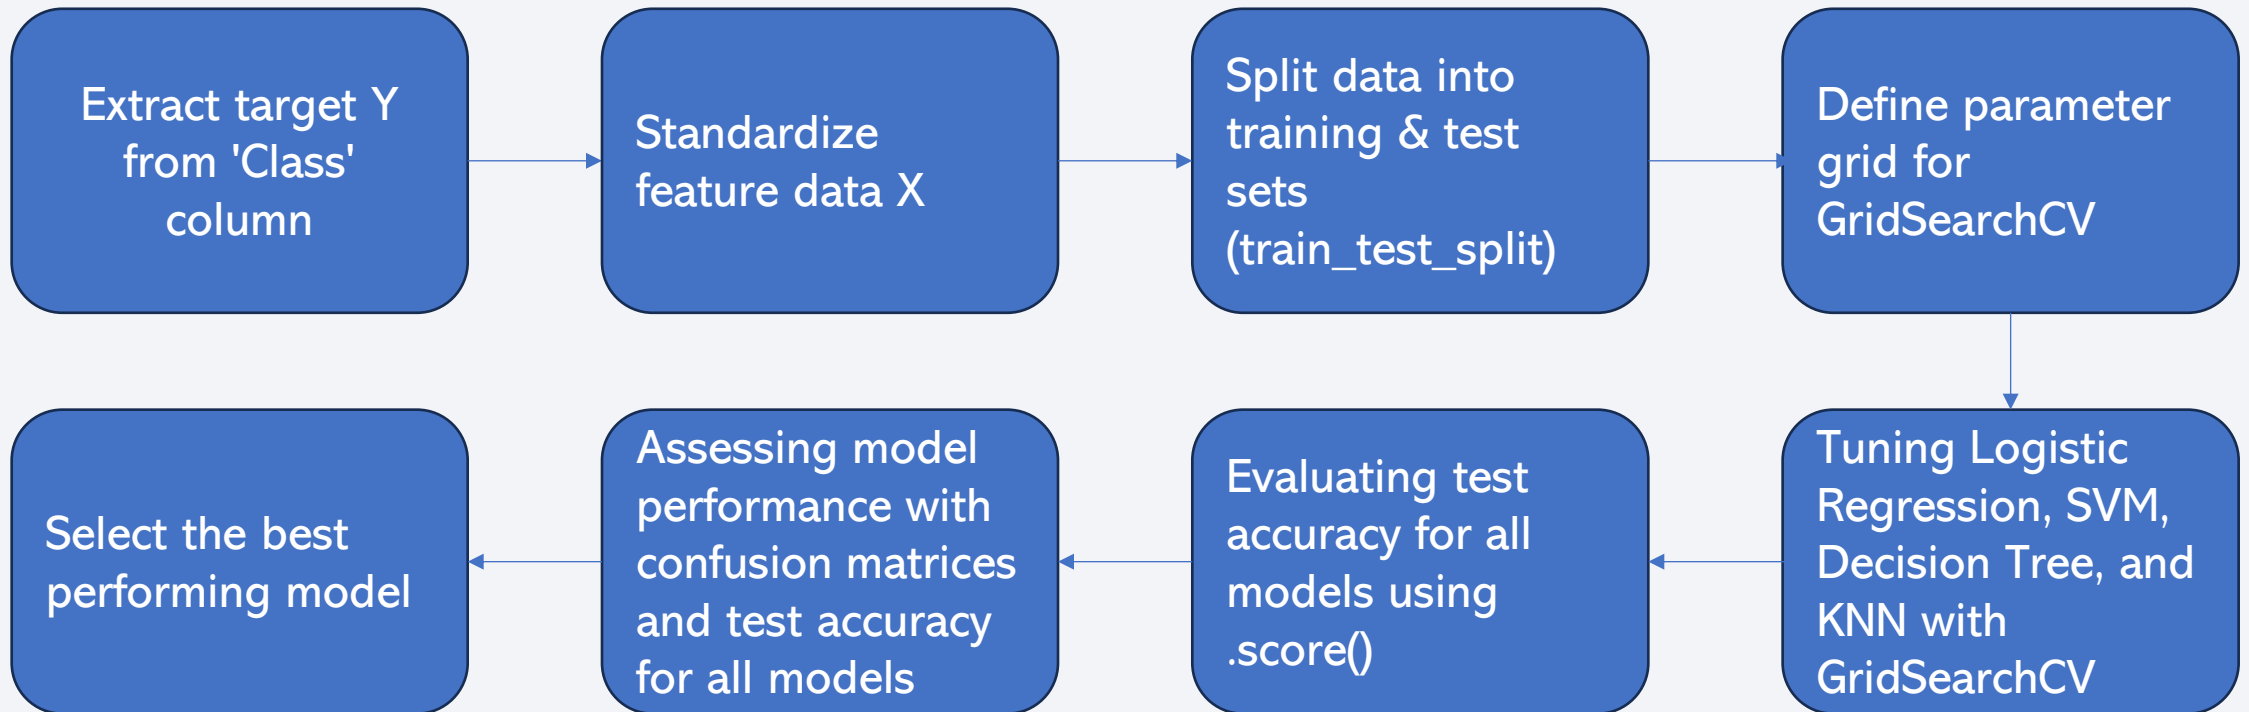 Extract target Y
from 'Class'
column
Standardize
feature data X
Split data into
training & test
sets
(train_test_split)
Define parameter
grid for
GridSearchCV
Tuning Logistic
Regression, SVM,
Decision Tree, and
KNN with
GridSearchCV
Evaluating test
accuracy for all
models using
.score()
Assessing model
performance with
confusion matrices
and test accuracy
for all models
Select the best
performing model